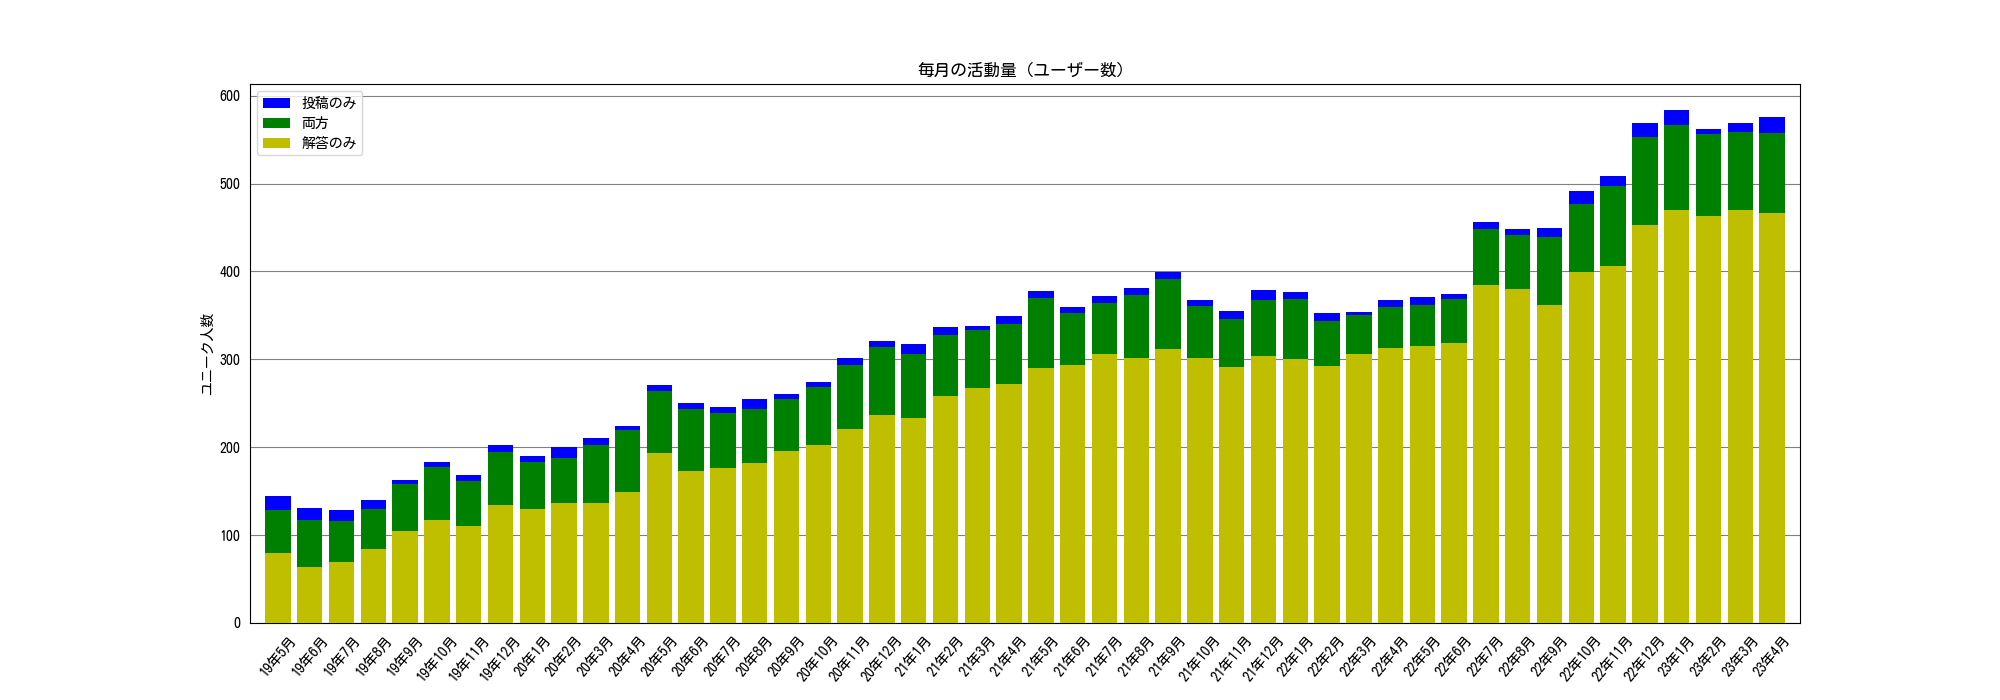 毎月の活動量（ユーザー数）
投稿のみ
両方
解答のみ
ユニーク人数
600
500
400
300
200
100
0
19年5月
19年6月
19年7月
19年8月
19年9月
19年10月
19年11月
19年12月
20年1月
20年2月
20年3月
20年4月
20年5月
20年6月
20年7月
20年8月
20年9月
20年10月
20年11月
20年12月
21年1月
21年2月
21年3月
21年4月
21年5月
21年6月
21年7月
21年8月
21年9月
21年10月
21年11月
21年12月
22年1月
22年2月
22年3月
22年4月
22年5月
22年6月
22年7月
22年8月
22年9月
22年10月
22年11月
22年12月
23年1月
23年2月
23年3月
23年4月